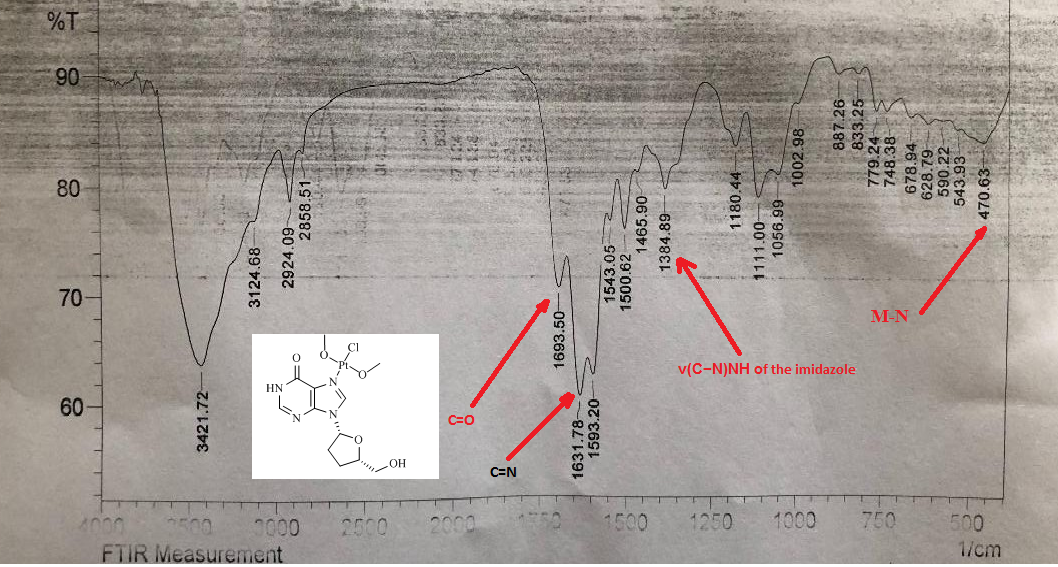 %T
90
80
70
60
3421.72
3124.68
2924.09
2858.51
1693.50
1631.78
1593.20
1543.05
1500.62
1465.90
1384.89
1180.44
1111.00
1056.99
1002.98
887.26
833.25
779.24
748.38
678.94
628.79
590.22
543.93
470.63
C=O
C=N
ν(C–N)NH of the imidazole
M-N
O
O
Cl
Pt
O
HN
N
N
N
O
OH
4000 3500 3000 2500 2000 1750 1500 1250 1000 750 500
FTIR Measurement
1/cm